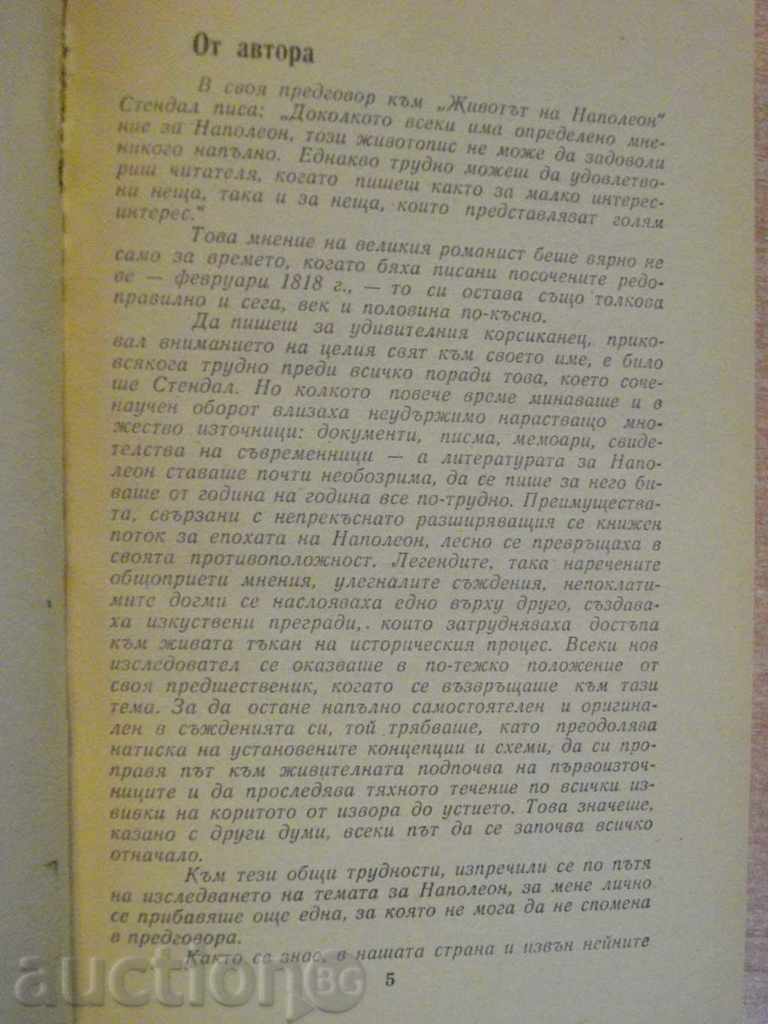 От автора
В своя предговор към „Животът на Наполеон“
Стендал писа: „Доколкото всеки има определено мне-
ние за Наполеон, този животопис не може да задоволи
никого напълно. Еднакво трудно можеш да удовлетво-
риш читателя, когато пишеш както за малко интерес-
ни неща, така и за неща, които представляват голям
интерес.“
Това мнение на великия романист беше вярно не
само за времето, когато бяха писани посочените редо-
ве — февруари 1818 г., — то си остава също толкова
правилно и сега, век и половина по-късно.
Да пишеш за удивителния корсиканец, прико-
вал вниманието на целия свят към своето име, е било
всякога трудно преди всичко поради това, което соче-
ше Стендал. Но колкото повече време минаваше и в
научен оборот влизаха неудържимо нарастващо мно-
жество източници: документи, писма, мемоари, свиде-
телства на съвременници — а литературата за Напо-
леон ставаше почти необозрима, да се пише за него би-
ваше от година на година все по-трудно. Преимущества-
та, свързани с непрекъснато разширяващия се книжен
поток за епохата на Наполеон, лесно се превръщаха в
своята противоположност. Легендите, така наречените
общоприети мнения, улегналите съждения, непоклати-
мите догми се наслояваха едно върху друго, създава-
ха изкуствени прегради,. които затрудняваха достъпа
към живата тъкан на историческия процес. Всеки нов
изследовател се оказваше в по-тежко положение от
своя предшественик, когато се възвръщаше към тази
тема. За да остане напълно самостоятелен и оригина-
лен в съжденията си, той трябваше, като преодолява
натиска на установените концепции и схеми, да си про-
правя път към живителната подпочва на първоизточ-
ниците и да проследява тяхното течение по всички из-
вивки на коритото от извора до устието. Това значеше,
казано с други думи, всеки път да се започва всичко
отначало.
Към тези общи трудности, изпречили се по пътя
на изследването на темата за Наполеон, за мене лично
се прибавяше още една, за която не мога да не спомена
в предговора.
Както се знае, в нашата страна и извън нейните
5
auctionBG